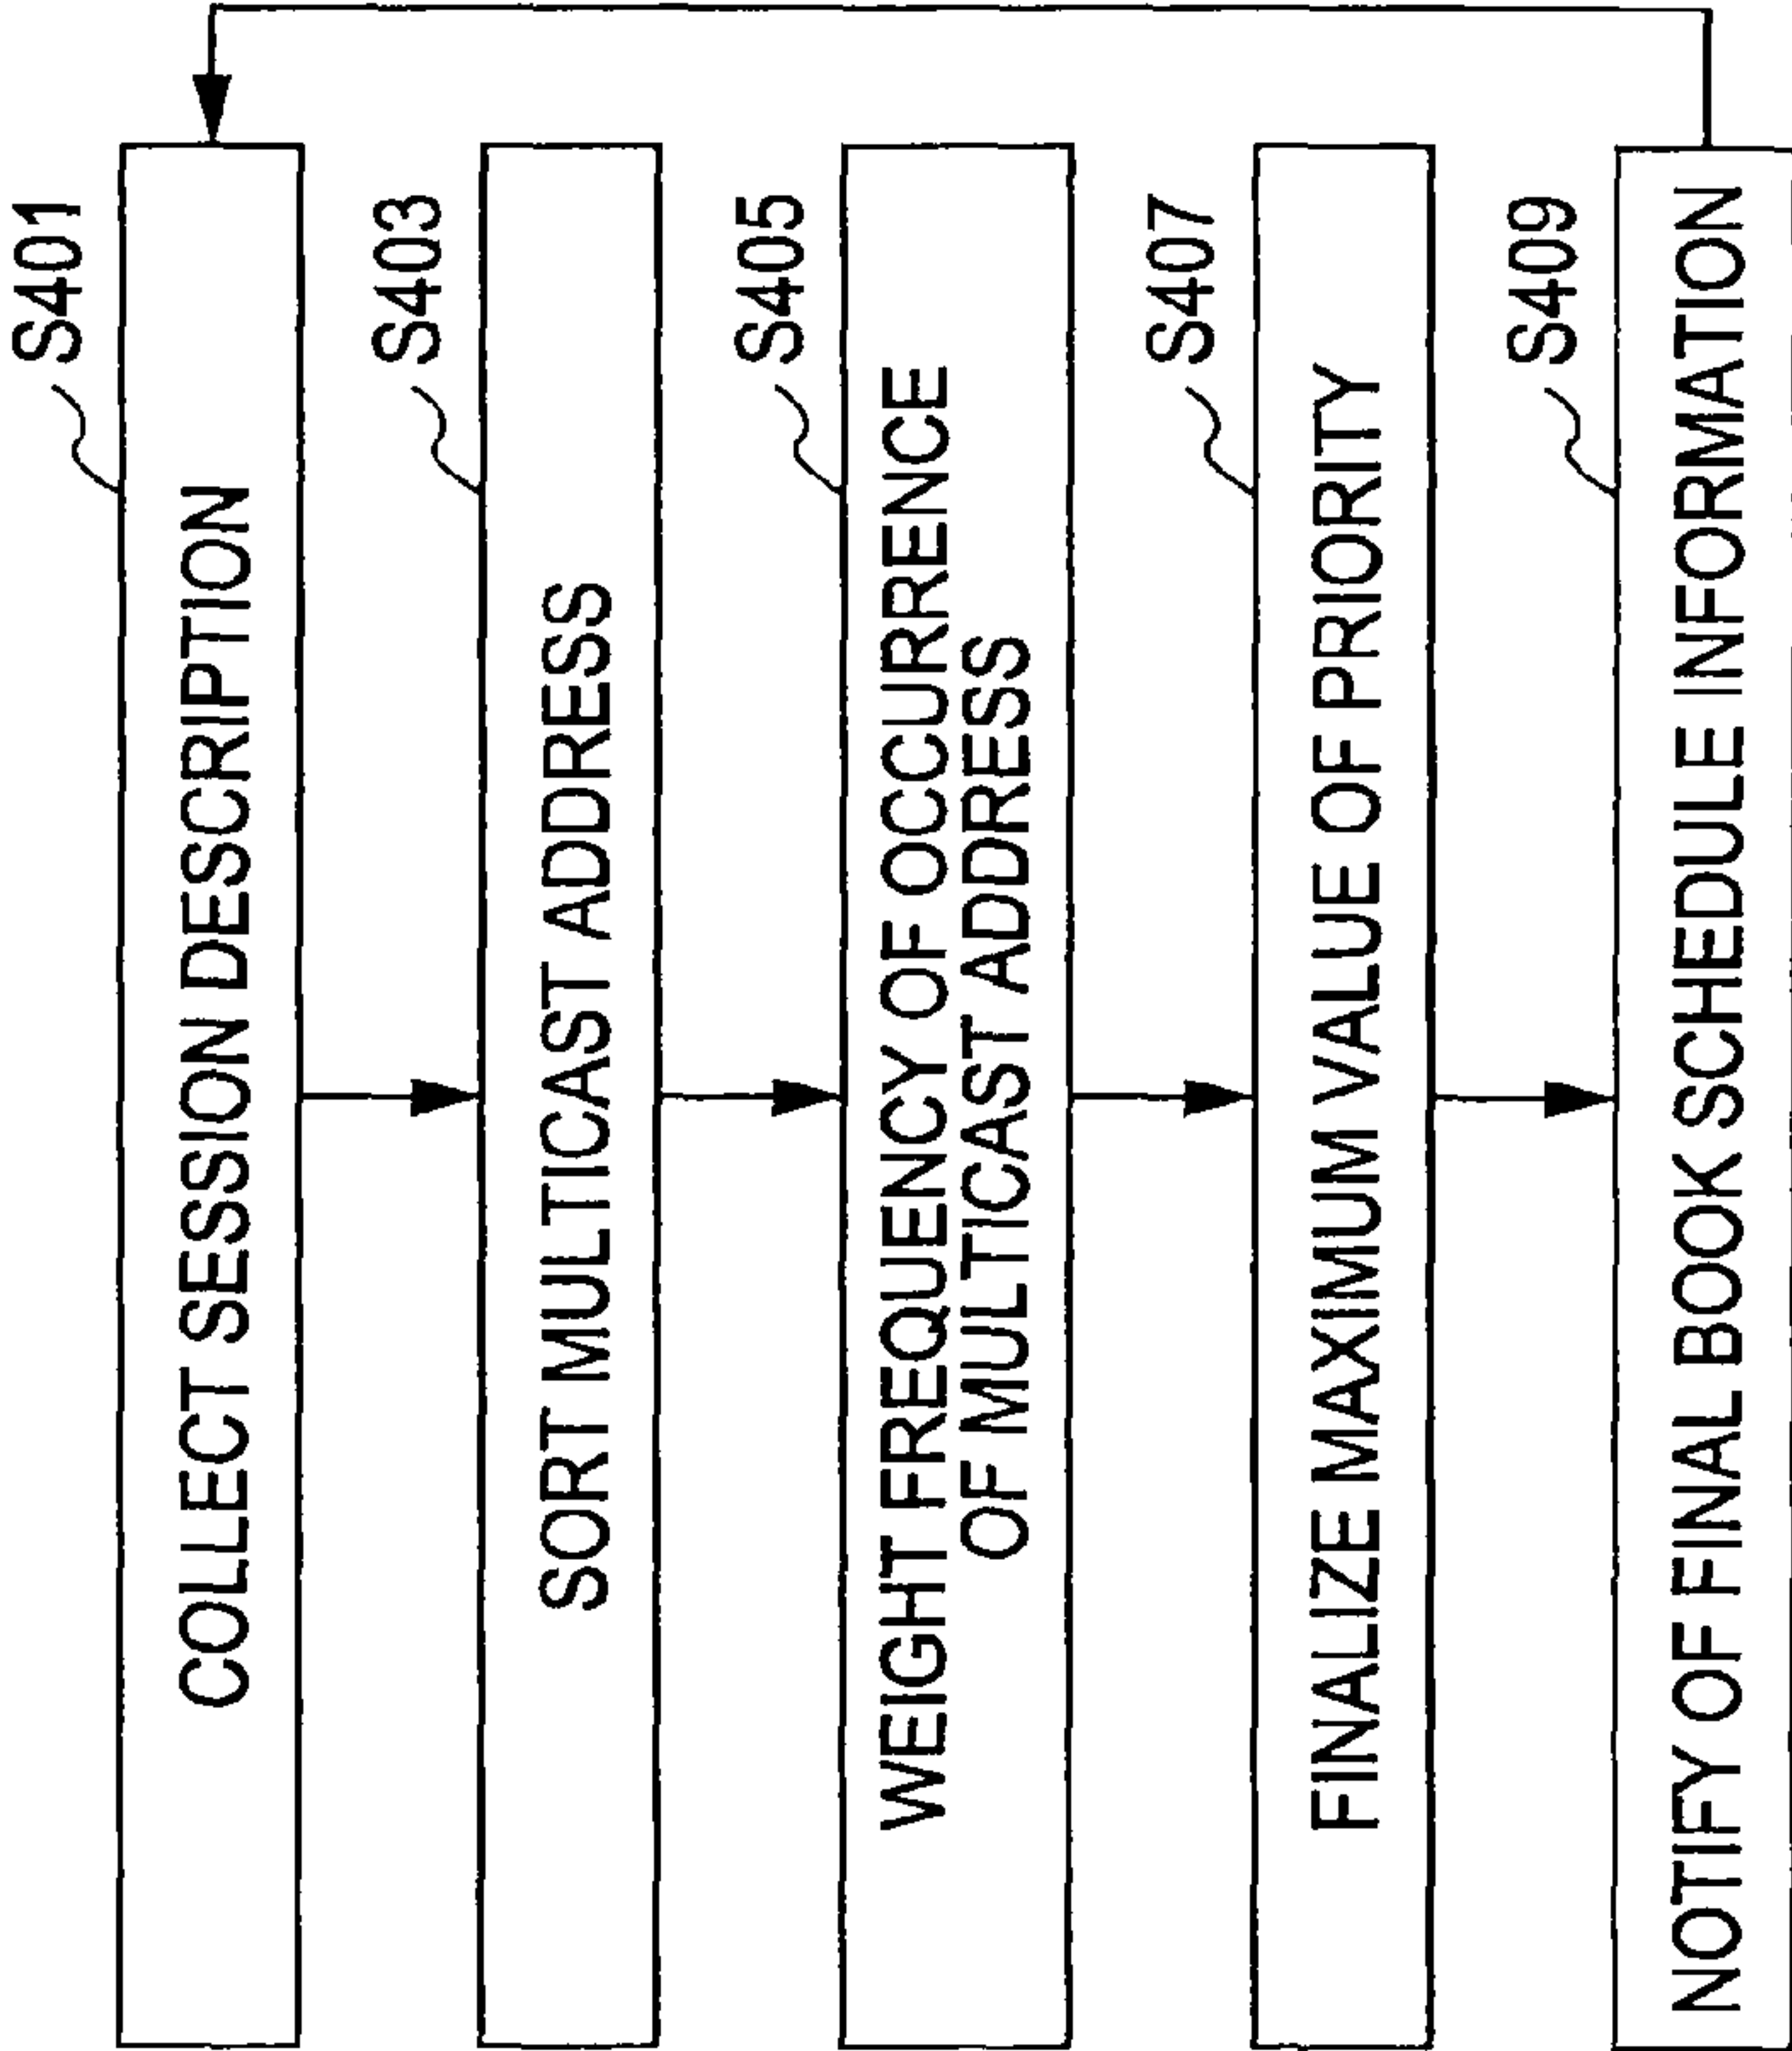 S401
COLLECT SESSION DESCRIPTION
S403
SORT MULTICAST ADDRESS
S405
WEIGHT FREQUENCY OF OCCURRENCE
OF MULTICAST ADDRESS
S407
FINALIZE MAXIMUM VALUE OF PRIORITY
S409
NOTIFY OF FINAL BOOK SCHEDULE INFORMATION